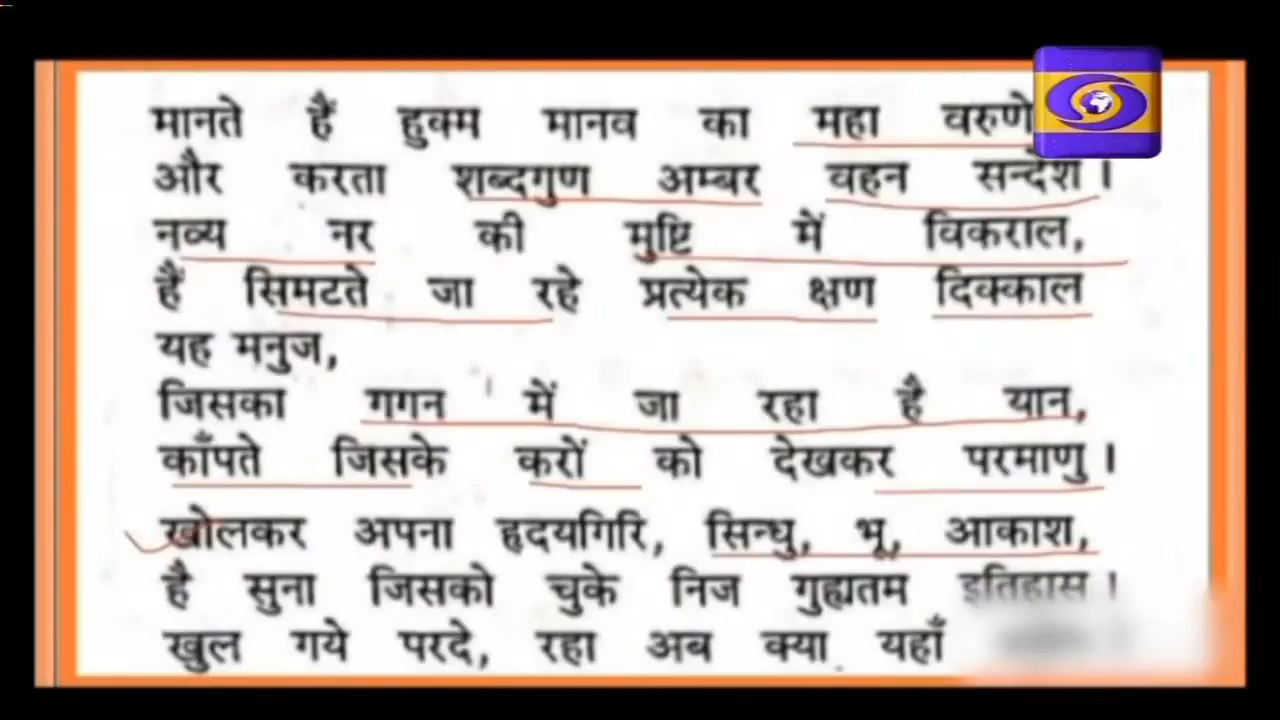 मानते हैं हुक्म मानव का महा वरुणे
और करता शब्दगुण अम्बर वहन सन्देश।
नव्य नर की मुष्टि में विकराल,
हैं सिमटते जा रहे प्रत्येक क्षण दिक्काल
यह मनुज,
जिसका गगन में जा रहा है यान,
काँपते जिसके करों को देखकर परमाणु।
खोलकर अपना हृदयगिरि, सिन्धु, भू, आकाश,
है सुना जिसको चुके निज गुह्यतम इतिहास।
खुल गये परदे, रहा अब क्या यहाँ